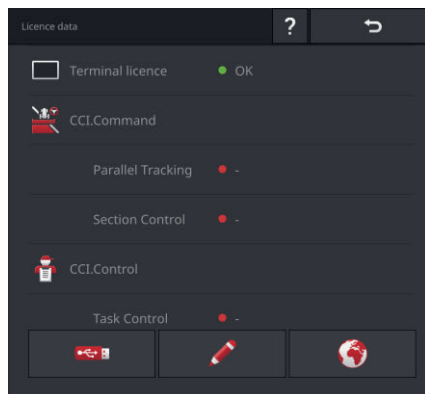 Licence data ?
Terminal licence OK
CCI.Command
Parallel Tracking -
Section Control -
CCI.Control
Task Control -